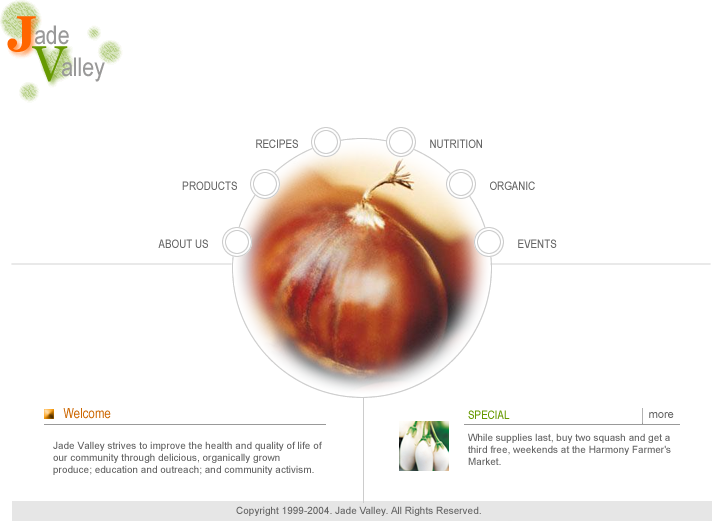 Jade
Valley
RECIPES
NUTRITION
PRODUCTS
ORGANIC
ABOUT US
EVENTS
Welcome
Jade Valley strives to improve the health and quality of life of
our community through delicious, organically grown
produce; education and outreach; and community activism.
SPECIAL
more
While supplies last, buy two squash and get a
third free, weekends at the Harmony Farmer's
Market.
Copyright 1999-2004. Jade Valley. All Rights Reserved.